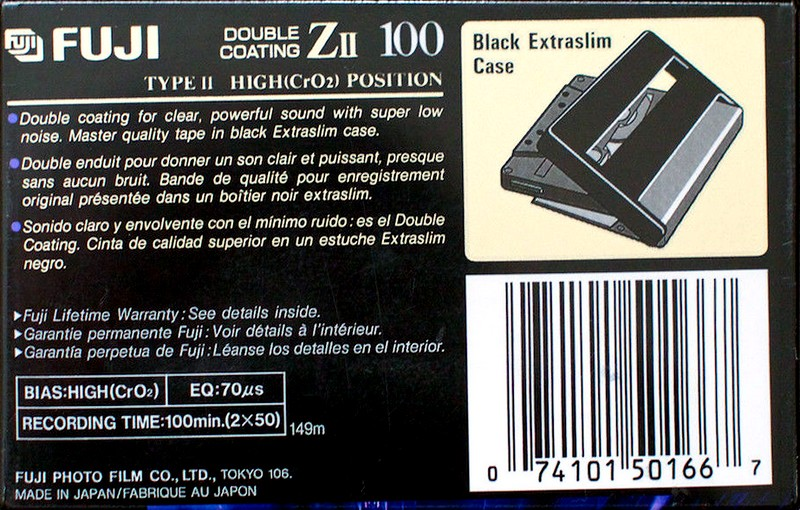 FUJI
FUJI
DOUBLE COATING ZII 100
TYPE II HIGH(CrO2) POSITION
Double coating for clear, powerful sound with super low
noise. Master quality tape in black Extraslim case.
Double enduit pour donner un son clair et puissant, presque
sans aucun bruit. Bande de qualité pour enregistrement
original présentée dans un boîtier noir extraslim.
Sonido claro y envolvente con el mínimo ruido: es el Double
Coating. Cinta de calidad superior en un estuche Extraslim
negro.
Fuji Lifetime Warranty: See details inside.
Garantie permanente Fuji: Voir détails à l'intérieur.
Garantía perpetua de Fuji: Léanse los detalles en el interior.
BIAS:HIGH(CrO2) EQ:70µs
RECORDING TIME:100min.(2×50)
149m
FUJI PHOTO FILM CO., LTD., TOKYO 106.
MADE IN JAPAN/FABRIQUE AU JAPON
Black Extraslim
Case
0 74101 50166 7